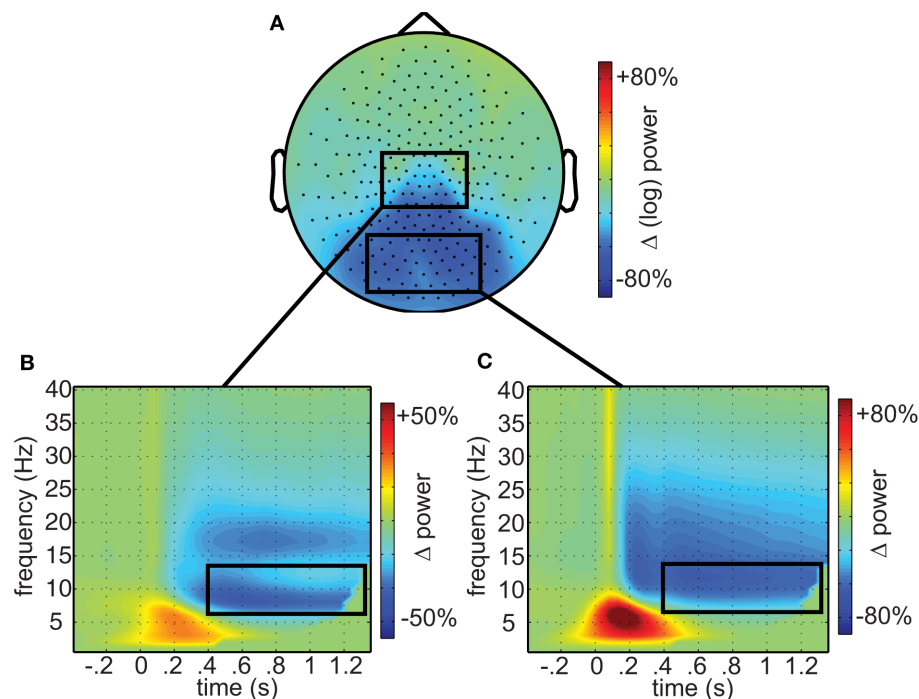 A
+80%
Δ (log) power
-80%
B
40
35
30
25
20
15
10
5
frequency (Hz)
-.2 0 .2 .4 .6 .8 1 1.2
time (s)
+50%
Δ power
-50%
C
40
35
30
25
20
15
10
5
frequency (Hz)
-.2 0 .2 .4 .6 .8 1 1.2
time (s)
+80%
Δ power
-80%